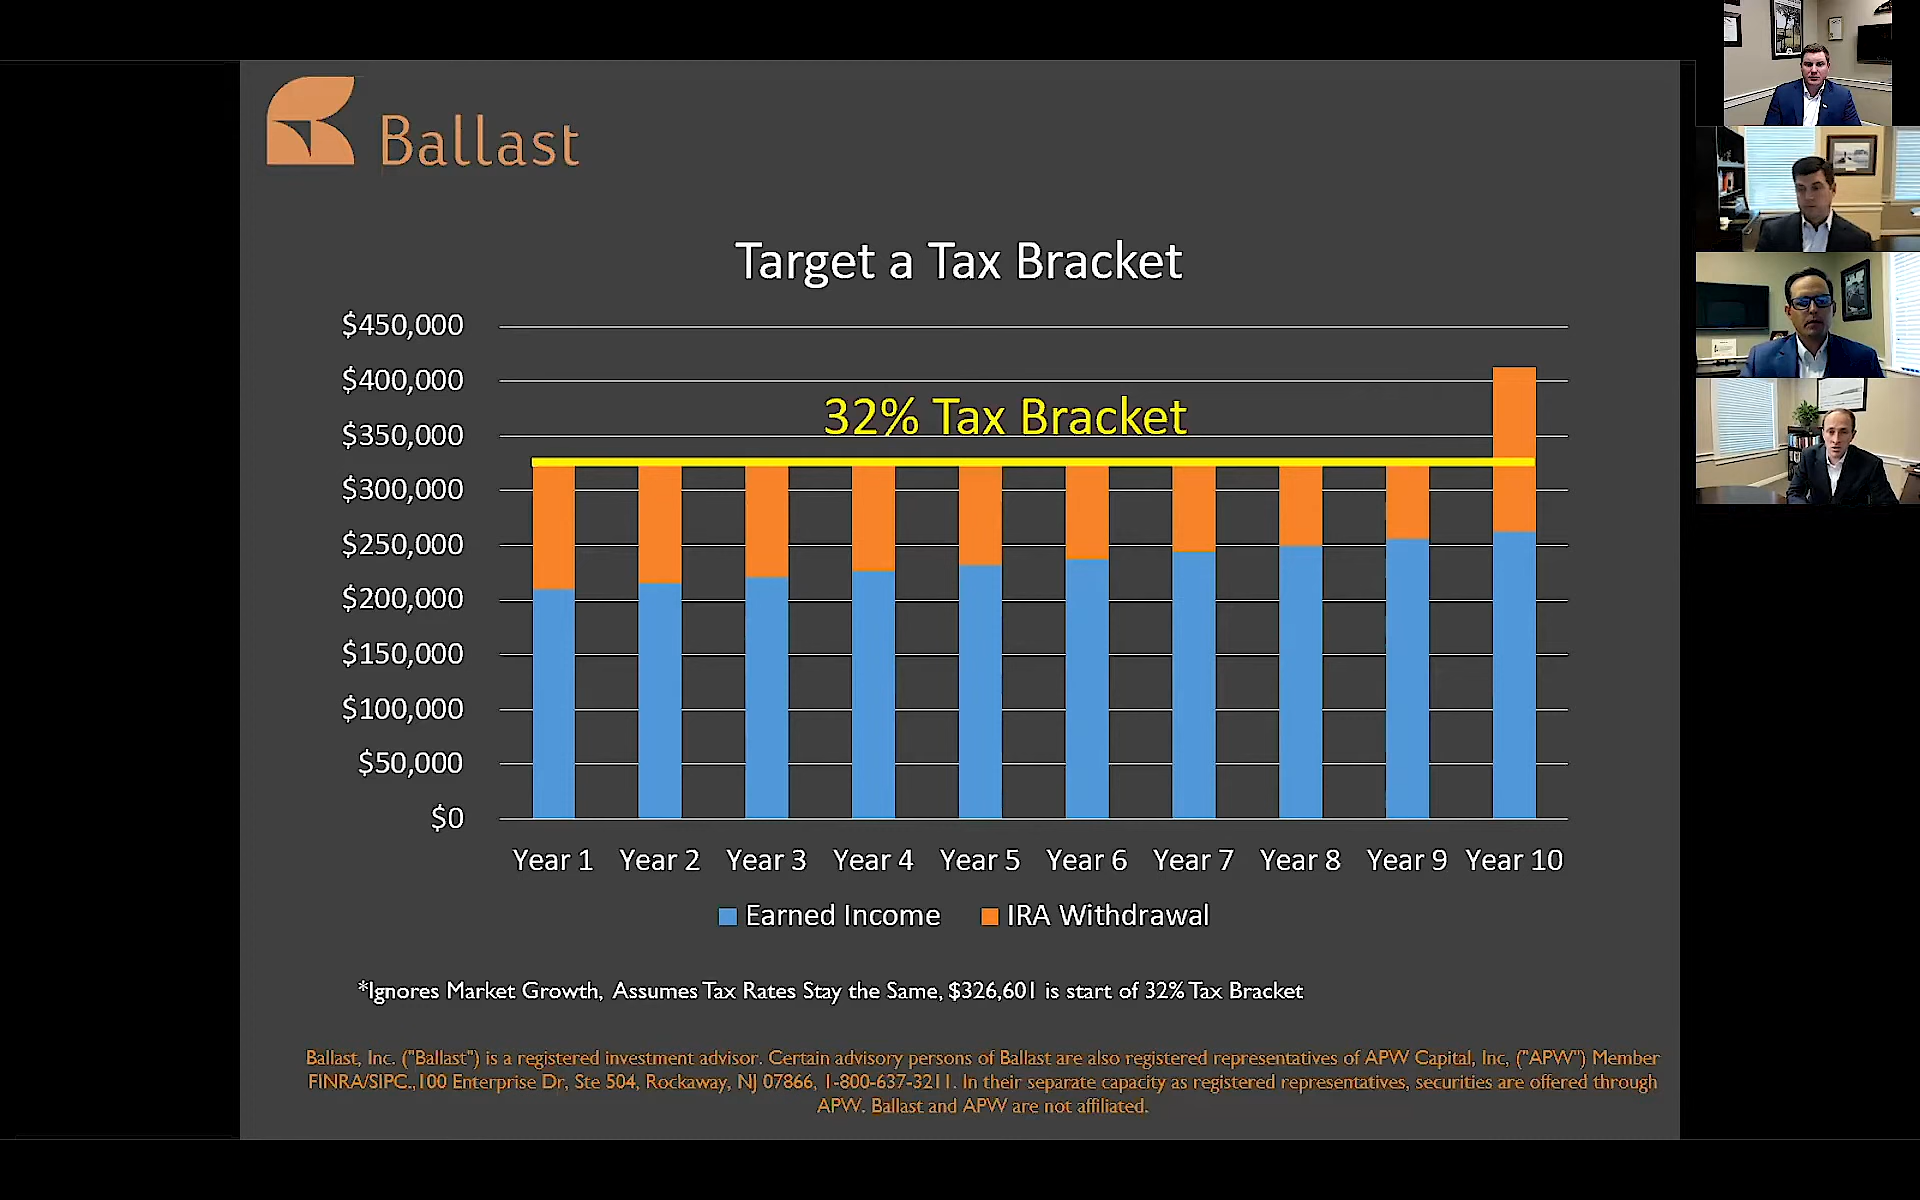 Ballast
Target a Tax Bracket
$450,000
$400,000
32% Tax Bracket
$350,000
$300,000
$250,000
$200,000
$150,000
$100,000
$50,000
$0
Year 1 Year 2 Year 3 Year 4 Year 5 Year 6 Year 7 Year 8 Year 9 Year 10
Earned Income IRA Withdrawal
*Ignores Market Growth, Assumes Tax Rates Stay the Same, $326,601 is start of 32% Tax Bracket
Ballast, Inc. ("Ballast") is a registered investment advisor. Certain advisory persons of Ballast are also registered representatives of APW Capital, Inc, ("APW") Member
FINRA/SIPC.,100 Enterprise Dr, Ste 504, Rockaway, NJ 07866, 1-800-637-3211. In their separate capacity as registered representatives, securities are offered through
APW. Ballast and APW are not affiliated.